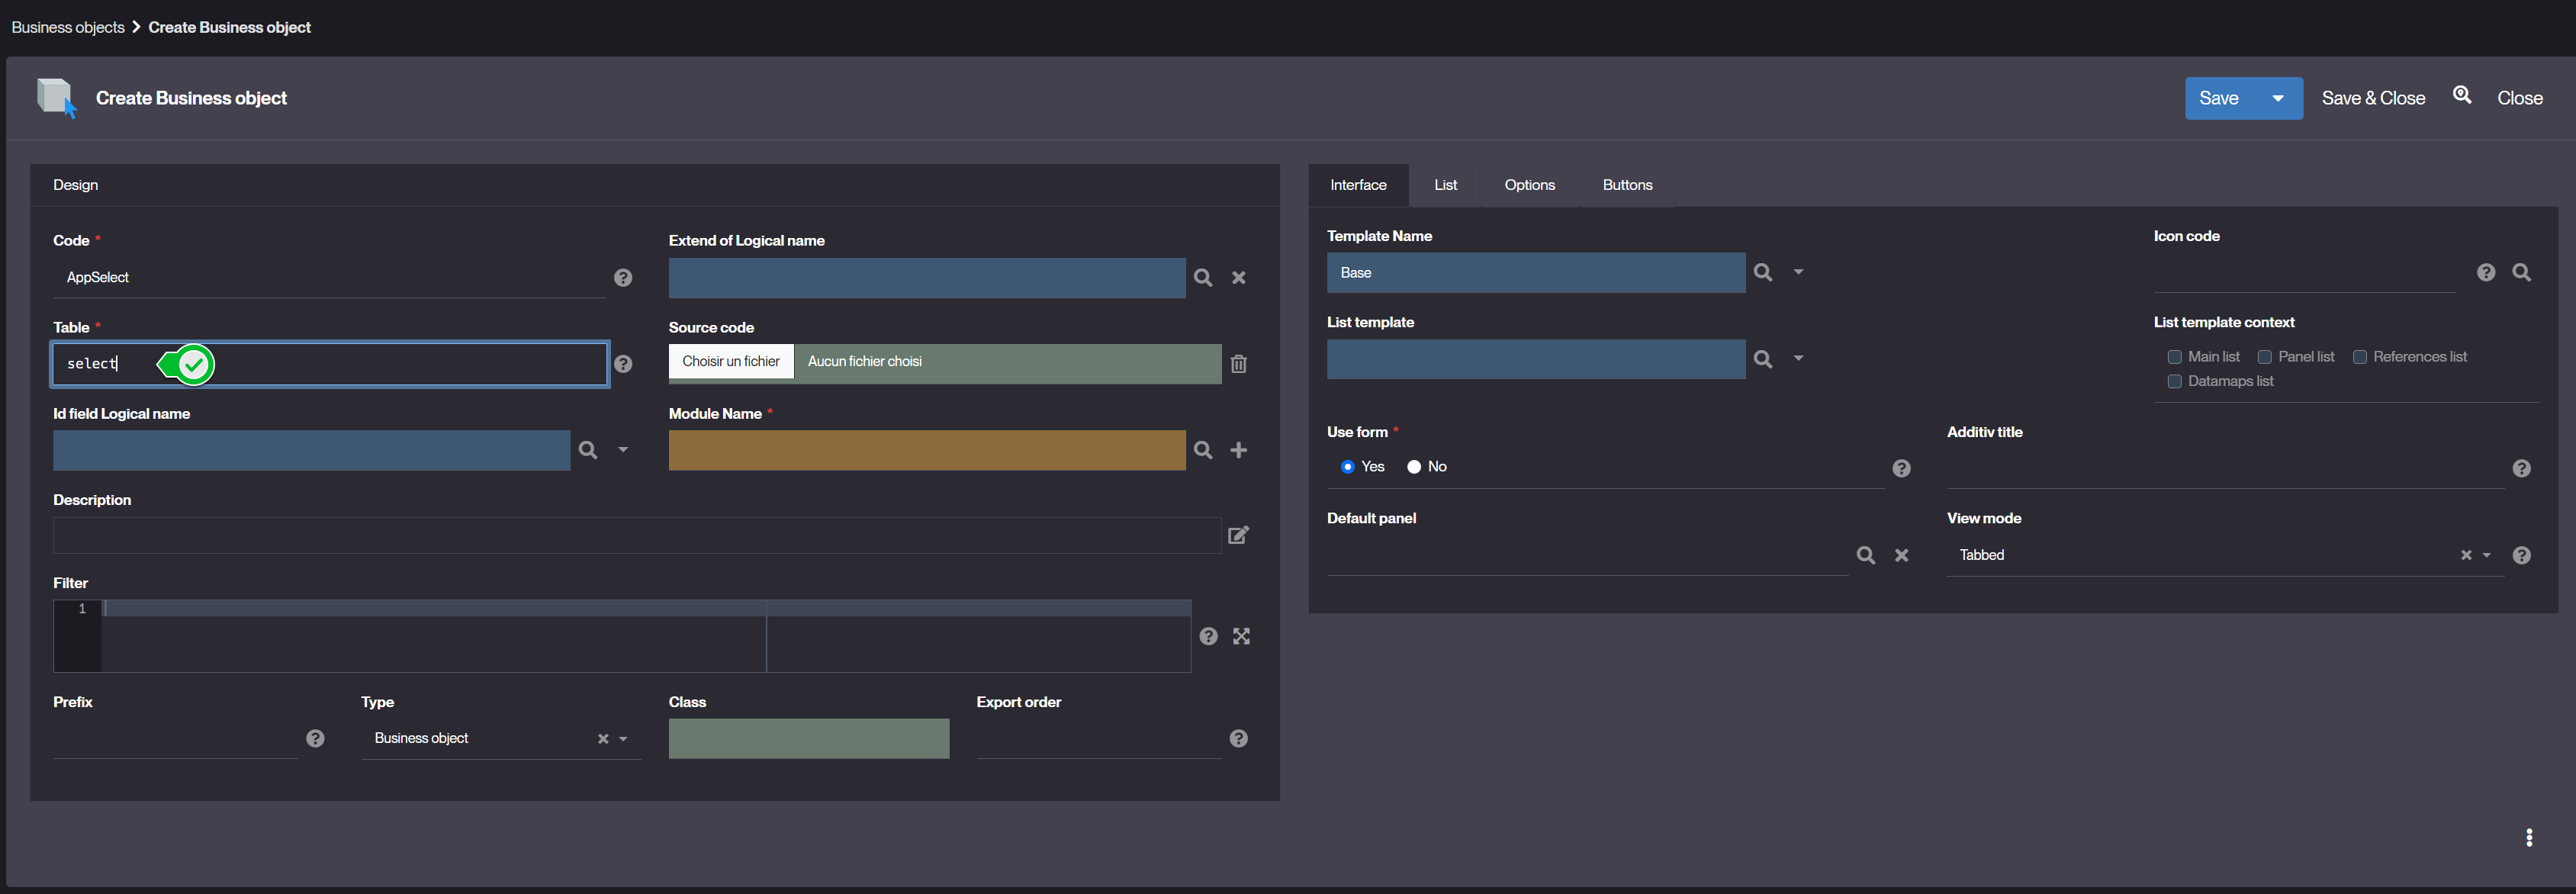 Business objects > Create Business object
Create Business object
Save
Save & Close
Close
Design
Code *
AppSelect
Extend of Logical name
Table *
select
Source code
Choisir un fichier
Aucun fichier choisi
Id field Logical name
Module Name *
Description
Filter
1
Prefix
Type
Business object
Class
Export order
Interface
List
Options
Buttons
Template Name
Base
Icon code
List template
List template context
Main list
Panel list
References list
Datamaps list
Use form *
Yes
No
Additiv title
Default panel
View mode
Tabbed